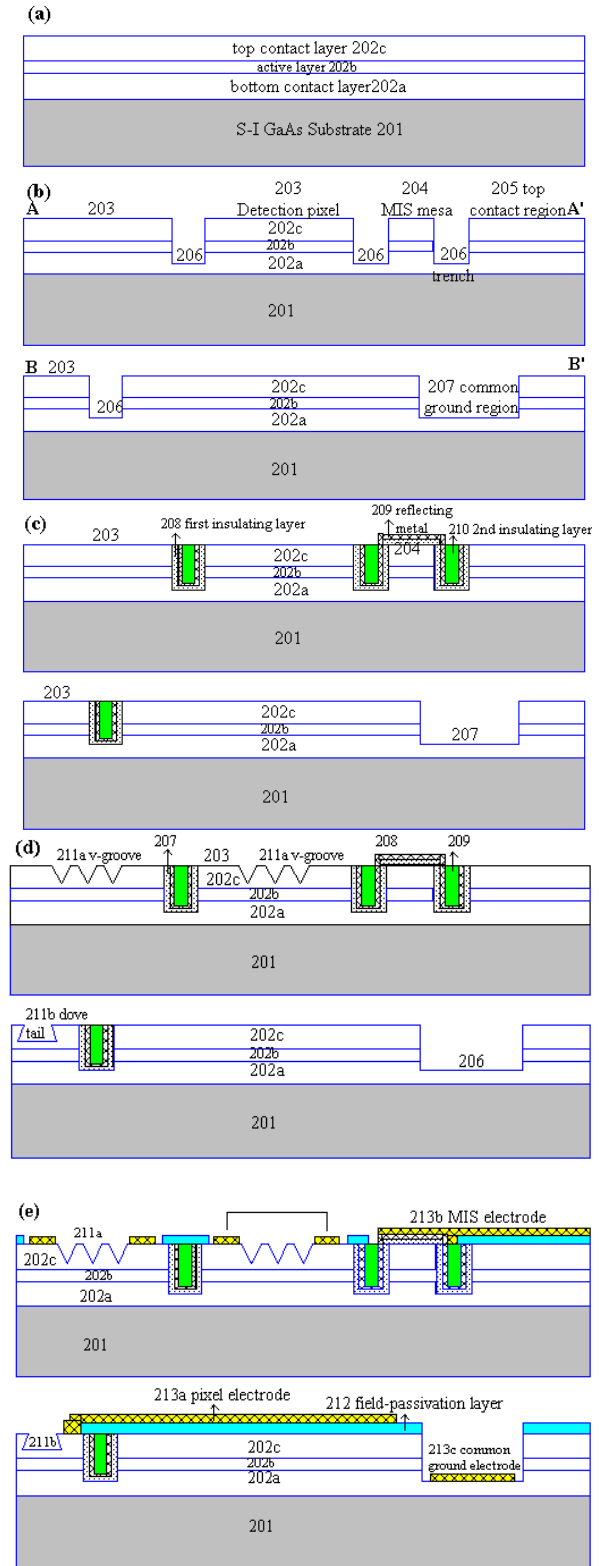 (a)
top contact layer 202c
active layer 202b
bottom contact layer202a
S-I GaAs Substrate 201
(b)
203 204 205 top
A 203 Detection pixel MIS mesa contact region A'
202c
206 202b 206 206
202a trench
201
B 203 B'
202c 207 common
206 202b ground region
202a
201
(c)
209 reflecting
208 first insulating layer metal 210 2nd insulating layer
203 204
202c
202b
202a
201
203
202c
202b 207
202a
201
(d)
207 208 209
211a v-groove 203 211a v-groove
202c
202b
202a
201
211b dove
tail 202c
202b 206
202a
201
(e)
213b MIS electrode
211a
202c
202b
202a
201
213a pixel electrode 212 field-passivation layer
211b 202c 213c common
202b ground electrode
202a
201